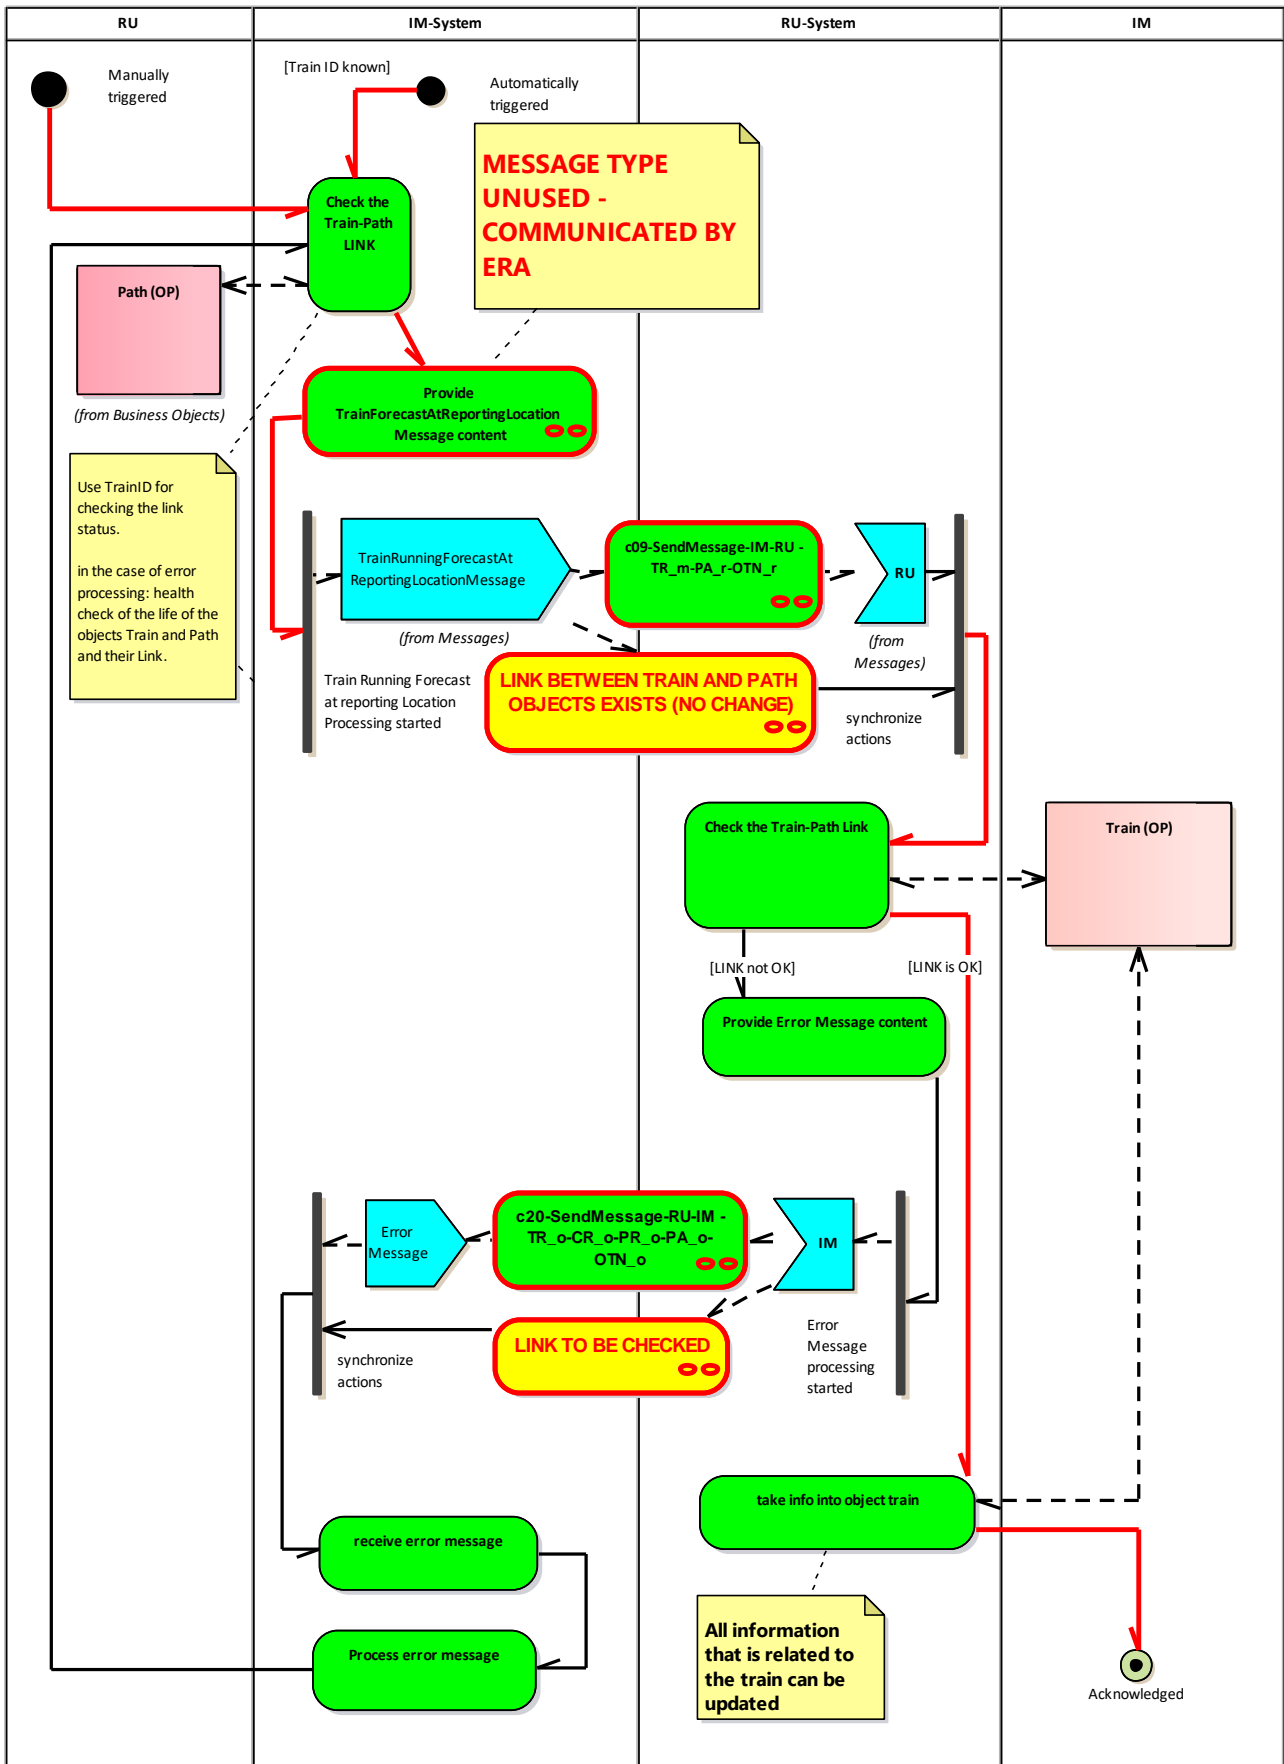 RU
IM-System
RU-System
IM
Manually
triggered
[Train ID known]
Automatically
triggered
MESSAGE TYPE
UNUSED -
COMMUNICATED BY
ERA
Check the
Train-Path
LINK
Path (OP)
(from Business Objects)
Provide
TrainForecastAtReportingLocation
Message content
Use TrainID for
checking the link
status.
in the case of error
processing: health
check of the life of the
objects Train and Path
and their Link.
TrainRunningForecastAt
ReportingLocationMessage
(from Messages)
c09-SendMessage-IM-RU -
TR_m-PA_r-OTN_r
RU
(from
Messages)
Train Running Forecast
at reporting Location
Processing started
LINK BETWEEN TRAIN AND PATH
OBJECTS EXISTS (NO CHANGE)
synchronize
actions
Check the Train-Path Link
Train (OP)
[LINK not OK]
[LINK is OK]
Provide Error Message content
Error
Message
c20-SendMessage-RU-IM -
TR_o-CR_o-PR_o-PA_o-
OTN_o
IM
synchronize
actions
LINK TO BE CHECKED
Error
Message
processing
started
take info into object train
receive error message
Process error message
All information
that is related to
the train can be
updated
Acknowledged